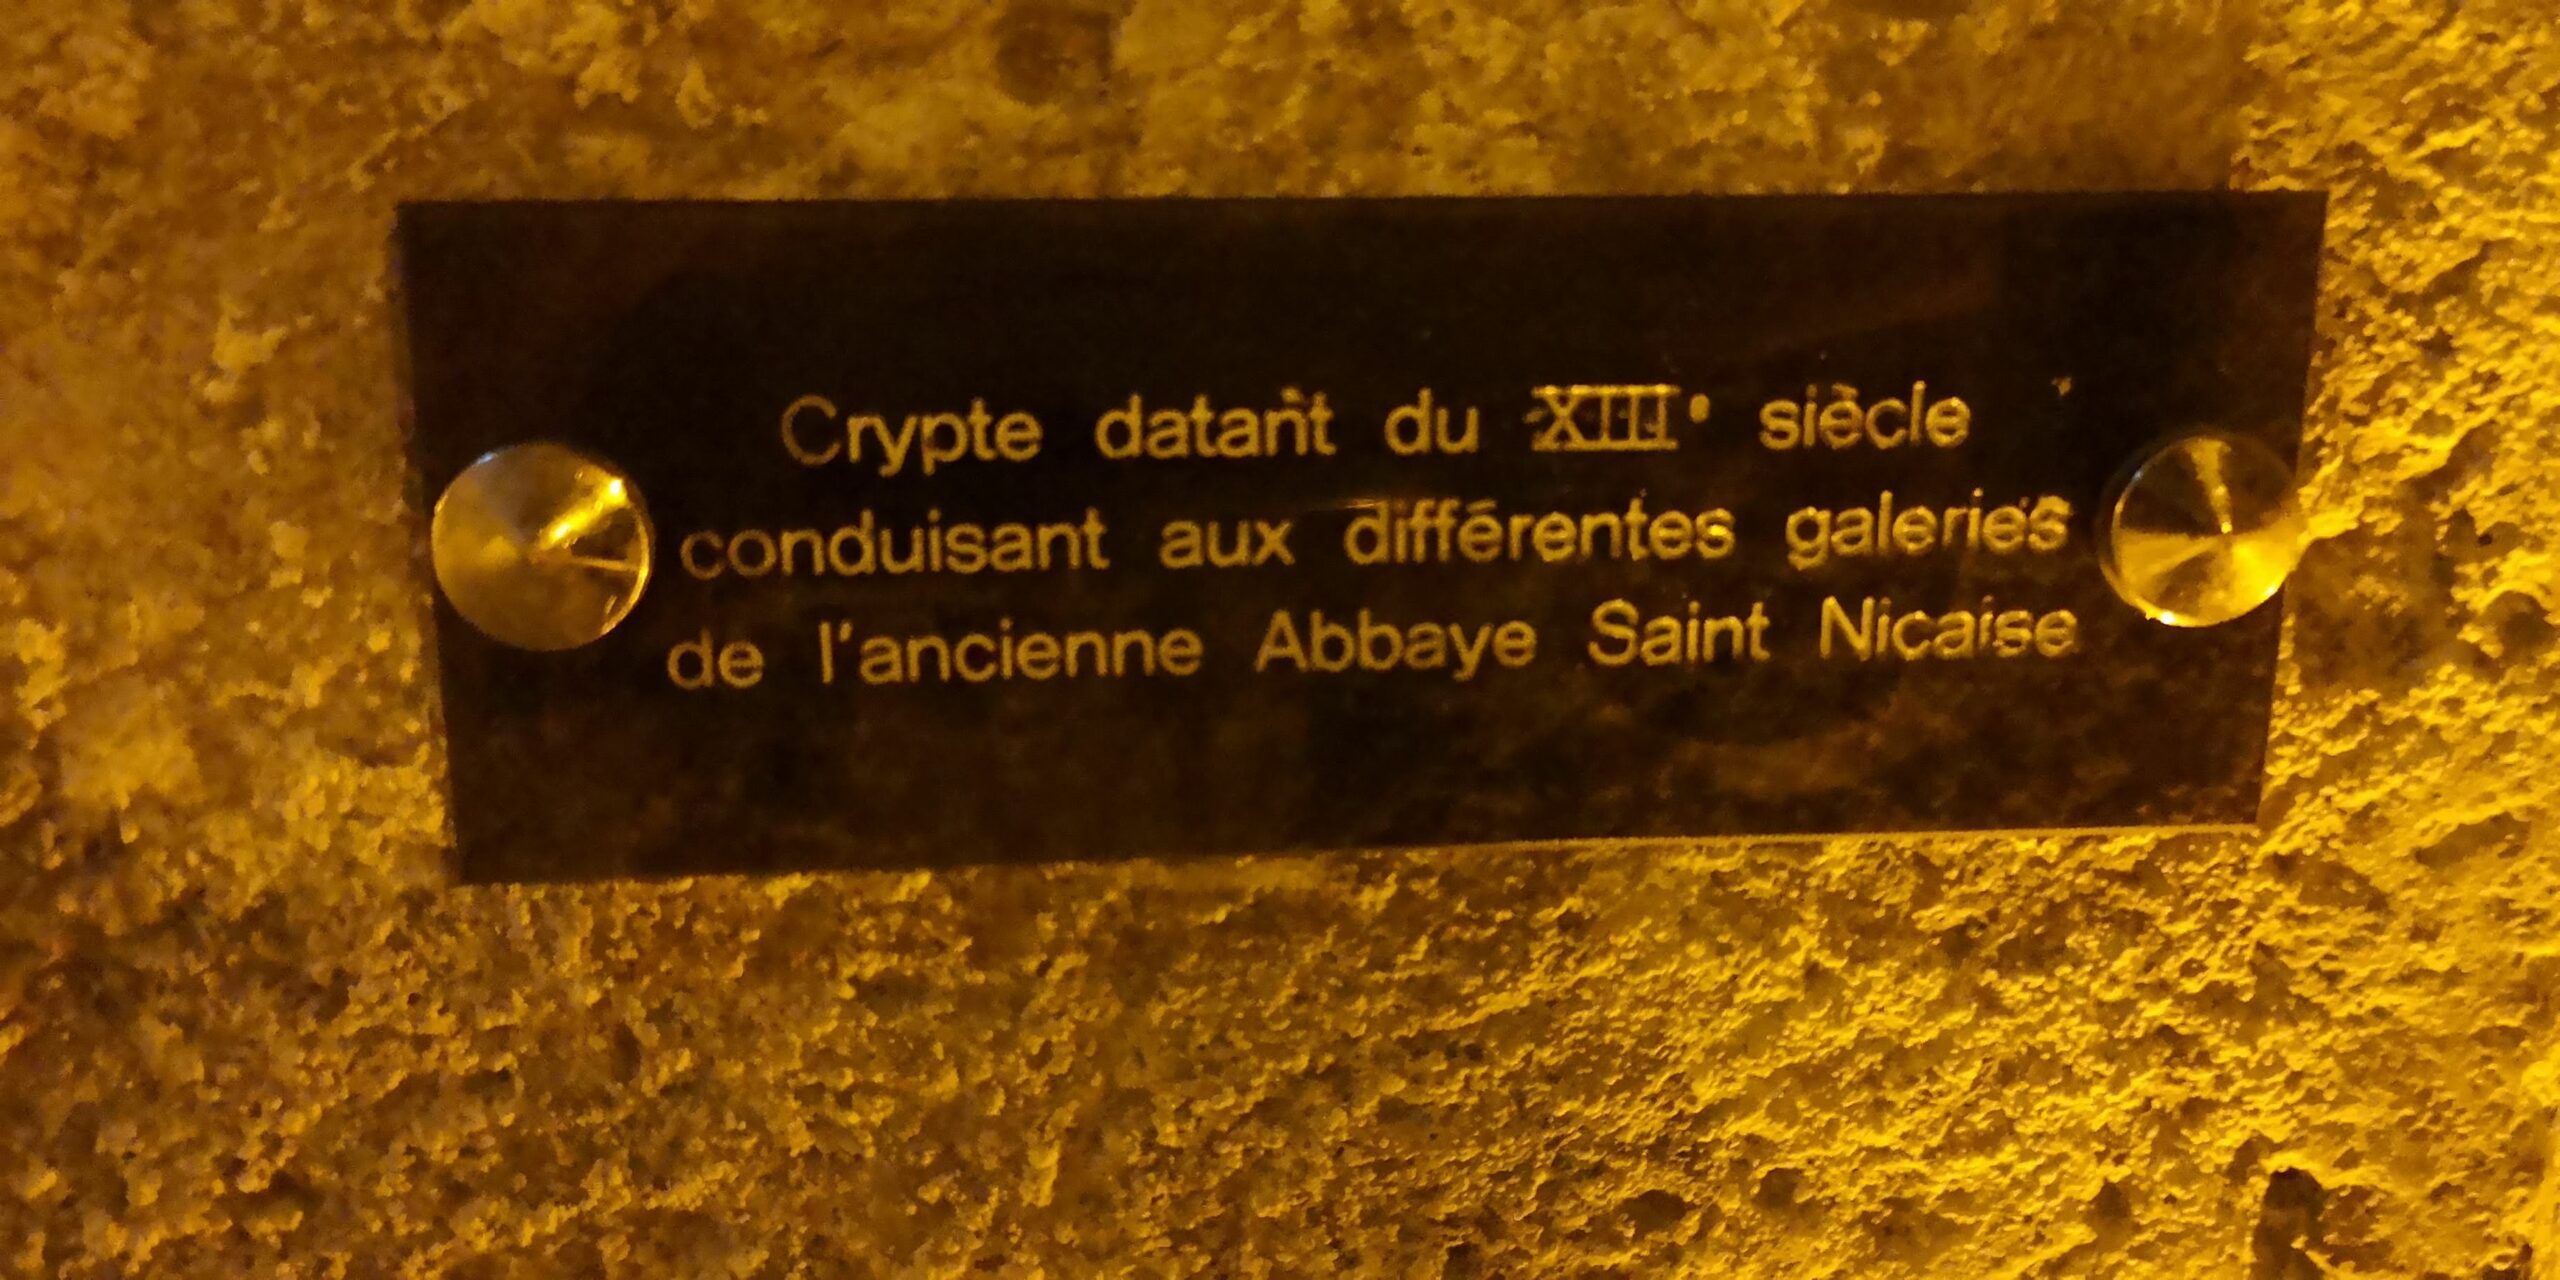 Crypte datant du XIIIe siècle
conduisant aux différentes galeries
de l'ancienne Abbaye Saint Nicaise